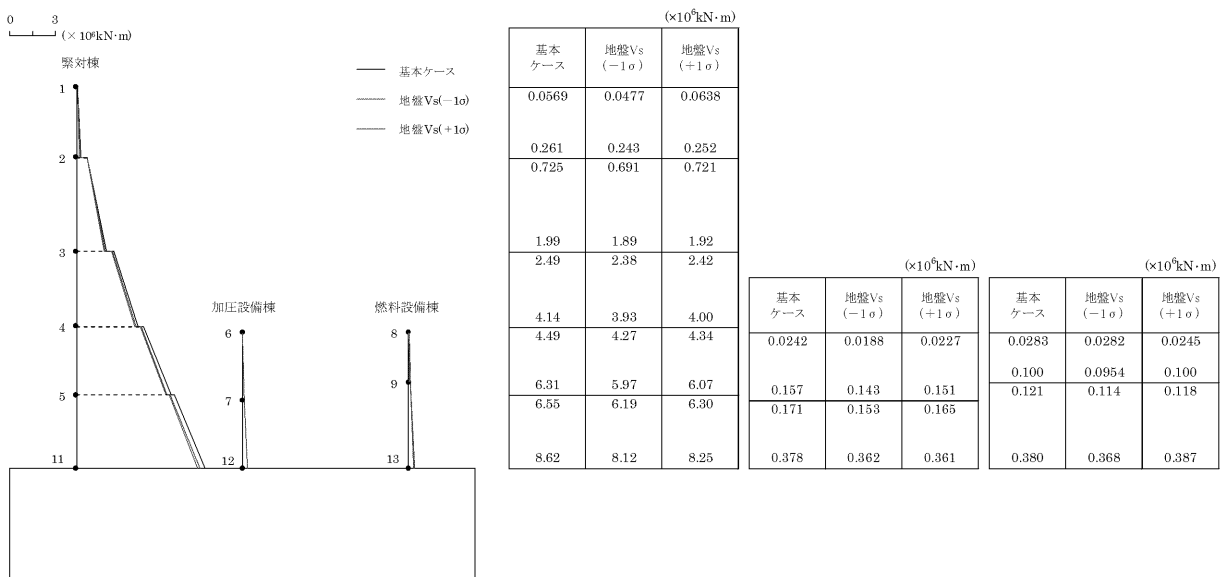 0 3
(×10⁶kN·m)
緊対棟
1
2
3
4
5
11
基本ケース
地盤Vs(−1σ)
地盤Vs(+1σ)
加圧設備棟
6
7
12
燃料設備棟
8
9
13
(×10⁶kN·m)
基本ケース 地盤Vs(−1σ) 地盤Vs(+1σ)
0.0569 0.0477 0.0638
0.261 0.243 0.252
0.725 0.691 0.721
1.99 1.89 1.92
2.49 2.38 2.42
4.14 3.93 4.00
4.49 4.27 4.34
6.31 5.97 6.07
6.55 6.19 6.30
8.62 8.12 8.25
(×10⁶kN·m)
基本ケース 地盤Vs(−1σ) 地盤Vs(+1σ)
0.0242 0.0188 0.0227
0.157 0.143 0.151
0.171 0.153 0.165
0.378 0.362 0.361
(×10⁶kN·m)
基本ケース 地盤Vs(−1σ) 地盤Vs(+1σ)
0.0283 0.0282 0.0245
0.100 0.0954 0.100
0.121 0.114 0.118
0.380 0.368 0.387